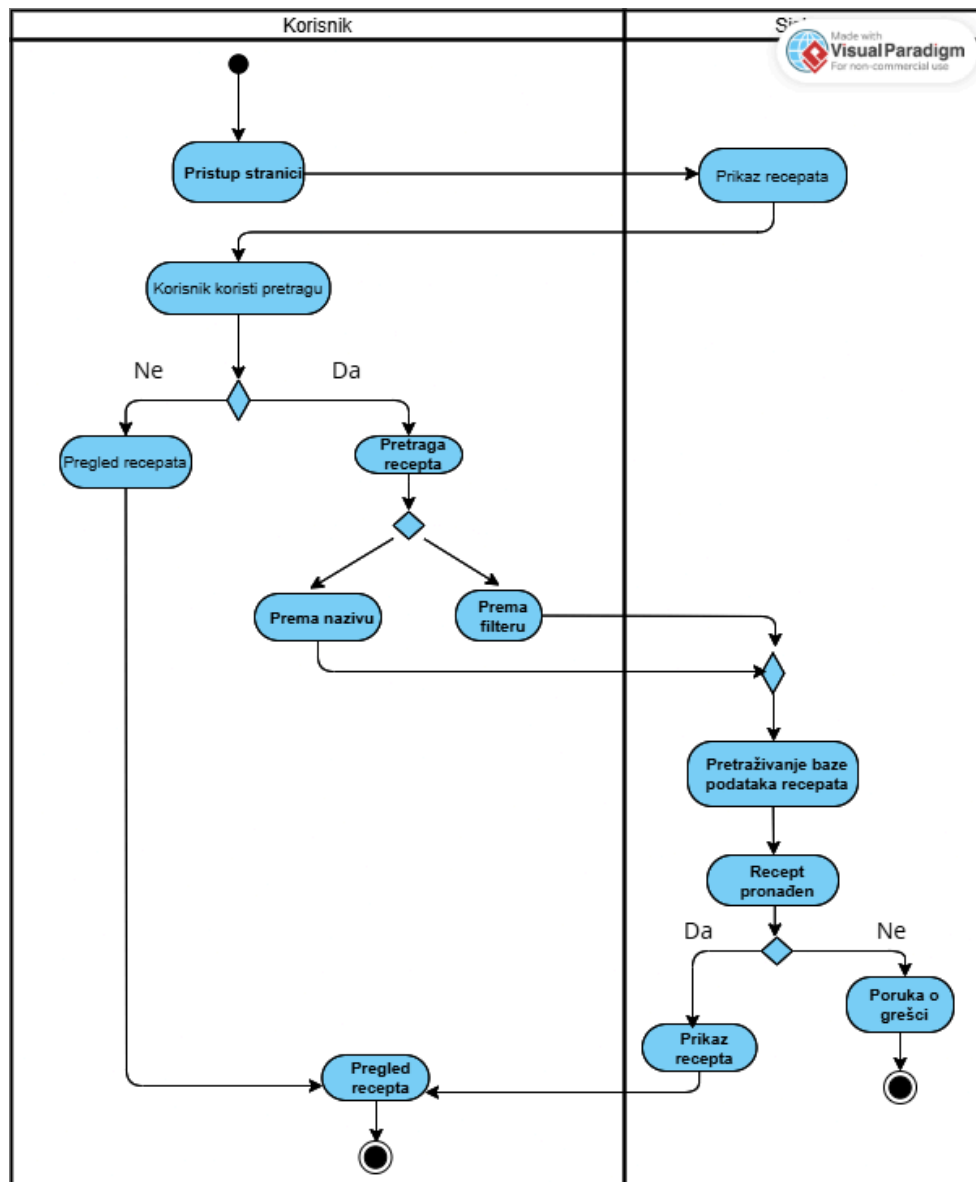 Korisnik
Made with
Visual Paradigm
For non-commercial use
Pristup stranici
Prikaz recepata
Korisnik koristi pretragu
Ne
Da
Pregled recepata
Pretraga
recepta
Prema nazivu
Prema
filteru
Pretraživanje baze
podataka recepata
Recept
pronađen
Da
Ne
Poruka o
grešci
Prikaz
recepta
Pregled
recepta